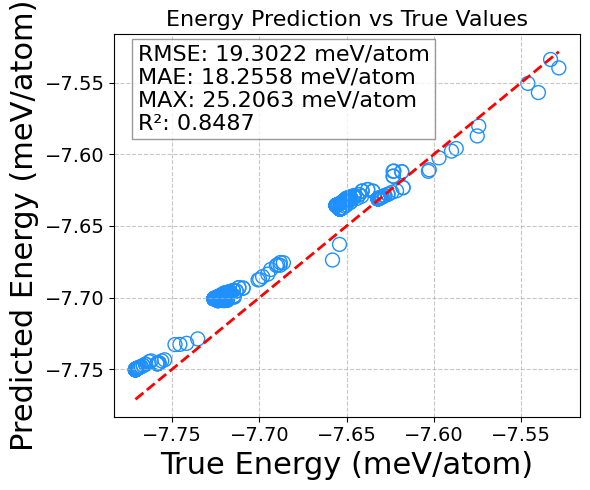 Energy Prediction vs True Values
RMSE: 19.3022 meV/atom
MAE: 18.2558 meV/atom
MAX: 25.2063 meV/atom
R²: 0.8487
Predicted Energy (meV/atom)
−7.55
−7.60
−7.65
−7.70
−7.75
−7.75 −7.70 −7.65 −7.60 −7.55
True Energy (meV/atom)